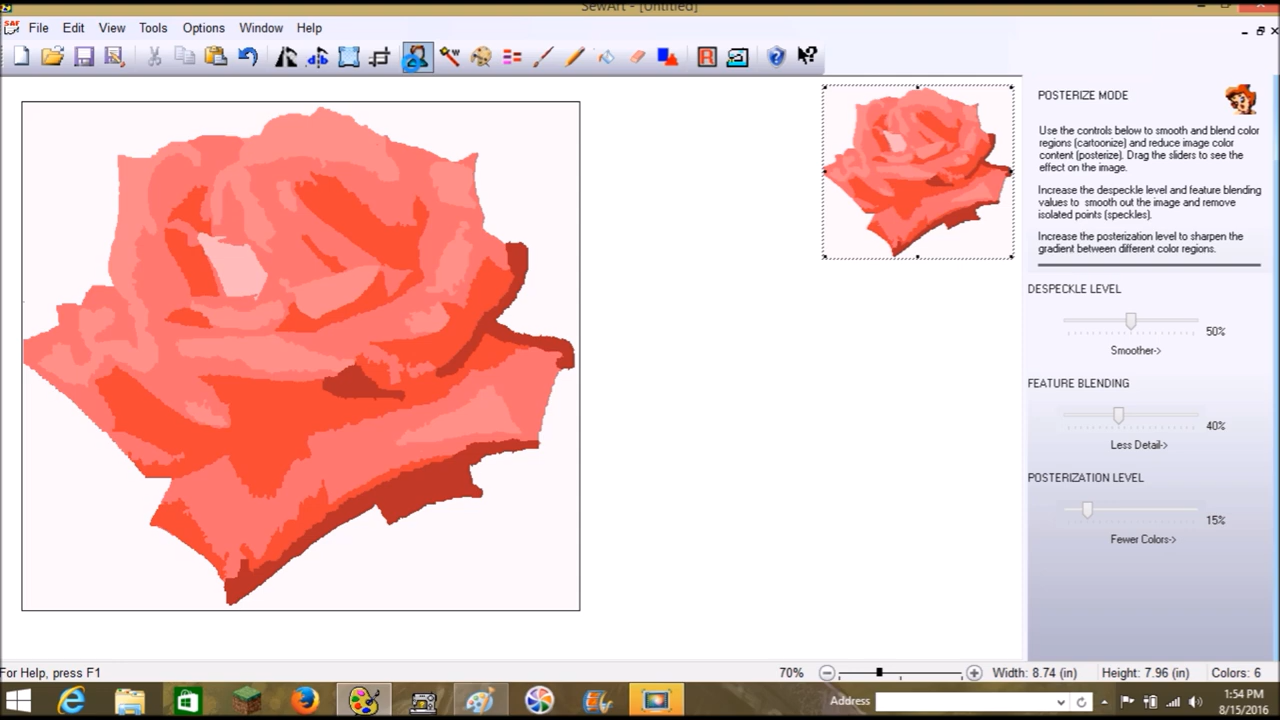 SewArt - [Untitled]
File Edit View Tools Options Window Help
POSTERIZE MODE
Use the controls below to smooth and blend color
regions (cartoonize) and reduce image color
content (posterize). Drag the sliders to see the
effect on the image.
Increase the despeckle level and feature blending
values to smooth out the image and remove
isolated points (speckles).
Increase the posterization level to sharpen the
gradient between different color regions.
DESPECKLE LEVEL
50%
Smoother->
FEATURE BLENDING
40%
Less Detail->
POSTERIZATION LEVEL
15%
Fewer Colors->
For Help, press F1
70%
Width: 8.74 (in)
Height: 7.96 (in)
Colors: 6
Address
1:54 PM
8/15/2016